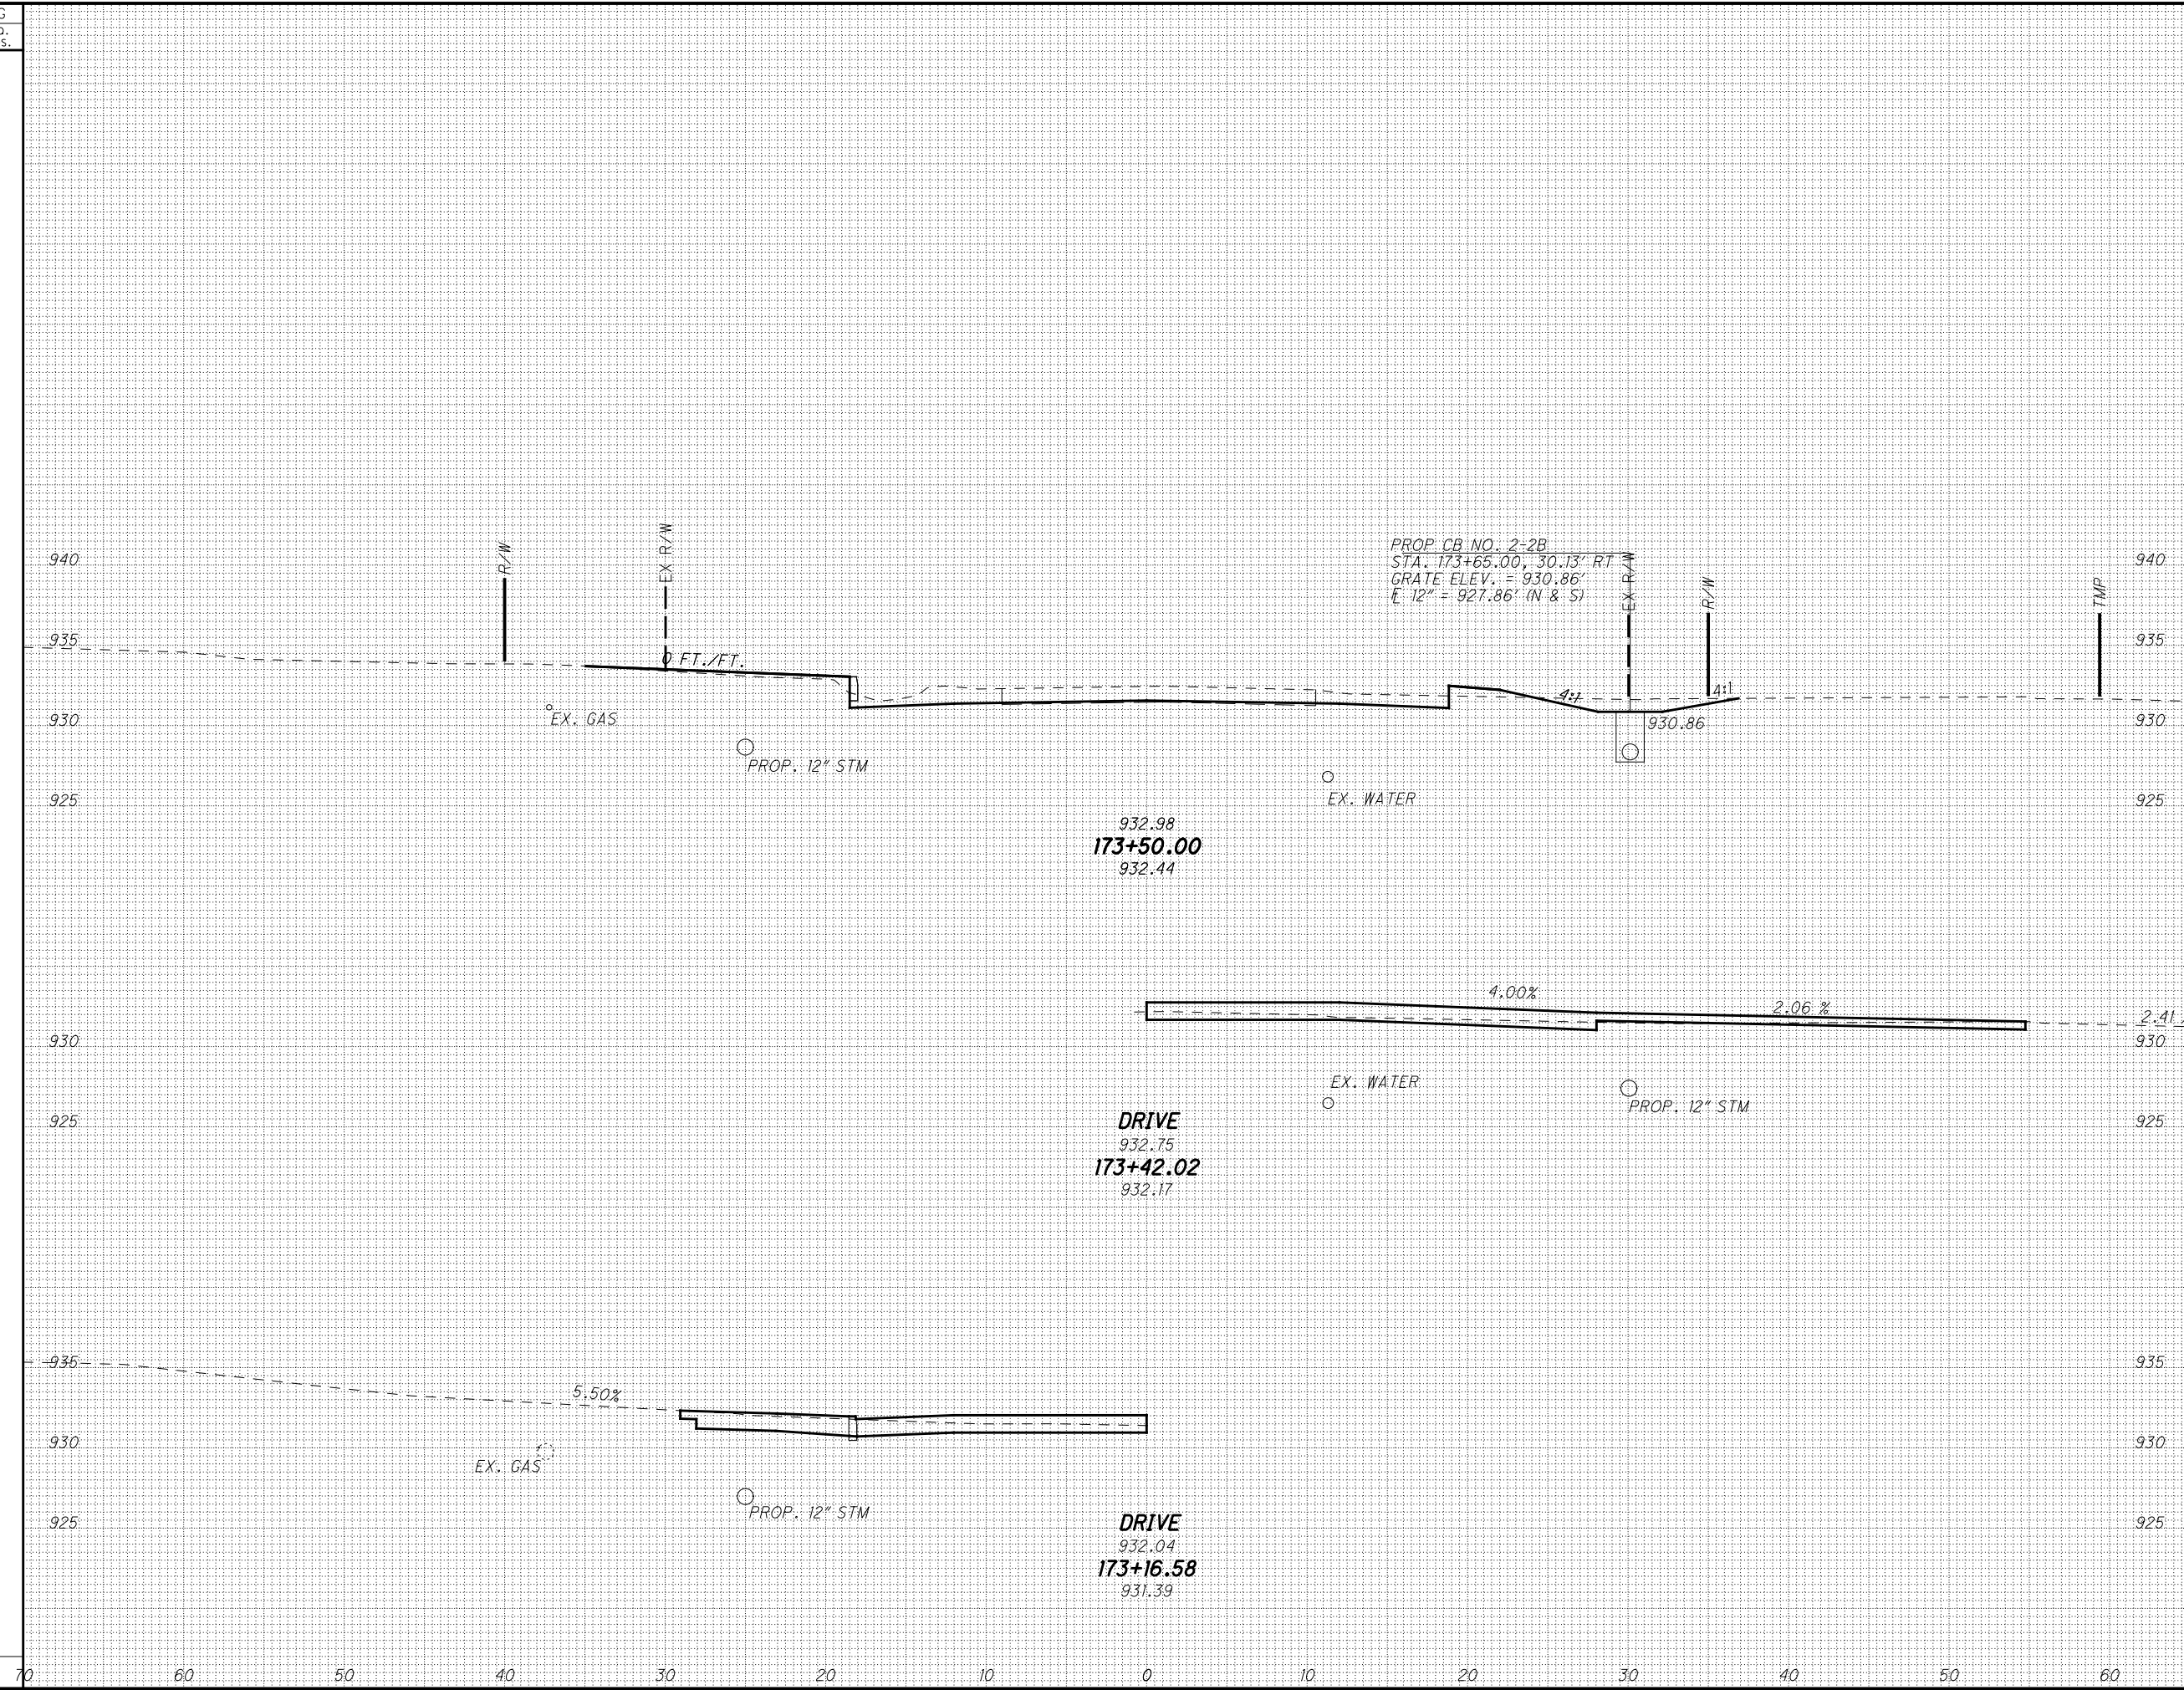 G
s.
940
R/W
EX R/W
PROP CB NO. 2-2B
STA. 173+65.00, 30.13' RT
GRATE ELEV. = 930.86'
12" = 927.86' (N & S)
EX R/W
R/W
TMP
940
935
0 FT./FT.
4:1
4:1
935
930
EX. GAS
930.86
930
PROP. 12" STM
925
EX. WATER
925
932.98
173+50.00
932.44
4.00%
2.06 %
2.41
930
930
EX. WATER
PROP. 12" STM
925
DRIVE
925
932.75
173+42.02
932.17
935
935
5.50%
930
930
EX. GAS
PROP. 12" STM
925
DRIVE
925
932.04
173+16.58
931.39
70 60 50 40 30 20 10 0 10 20 30 40 50 60